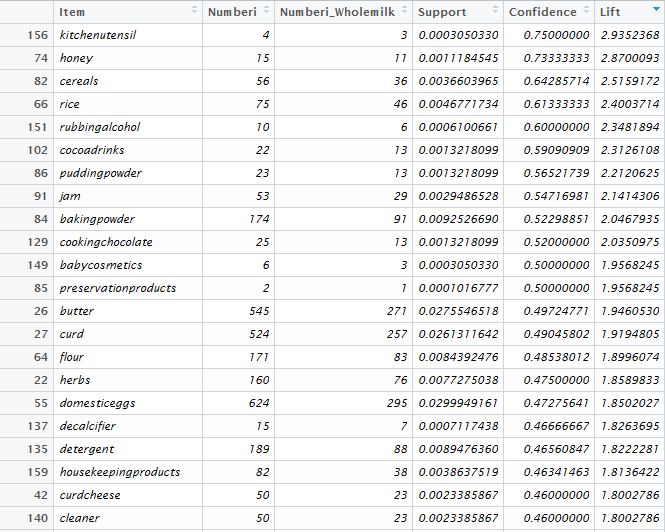 Item Numberi Numberi_Wholemilk Support Confidence Lift
156 kitchenutensil 4 3 0.0003050330 0.75000000 2.9352368
74 honey 15 11 0.0011184545 0.73333333 2.8700093
82 cereals 56 36 0.0036603965 0.64285714 2.5159172
66 rice 75 46 0.0046771734 0.61333333 2.4003714
151 rubbingalcohol 10 6 0.0006100661 0.60000000 2.3481894
102 cocoadrinks 22 13 0.0013218099 0.59090909 2.3126108
86 puddingpowder 23 13 0.0013218099 0.56521739 2.2120625
91 jam 53 29 0.0029486528 0.54716981 2.1414306
84 bakingpowder 174 91 0.0092526690 0.52298851 2.0467935
129 cookingchocolate 25 13 0.0013218099 0.52000000 2.0350975
149 babycosmetics 6 3 0.0003050330 0.50000000 1.9568245
85 preservationproducts 2 1 0.0001016777 0.50000000 1.9568245
26 butter 545 271 0.0275546518 0.49724771 1.9460530
27 curd 524 257 0.0261311642 0.49045802 1.9194805
64 flour 171 83 0.0084392476 0.48538012 1.8996074
22 herbs 160 76 0.0077275038 0.47500000 1.8589833
55 domesticeggs 624 295 0.0299949161 0.47275641 1.8502027
137 decalcifier 15 7 0.0007117438 0.46666667 1.8263695
135 detergent 189 88 0.0089476360 0.46560847 1.8222281
159 housekeepingproducts 82 38 0.0038637519 0.46341463 1.8136422
42 curdcheese 50 23 0.0023385867 0.46000000 1.8002786
140 cleaner 50 23 0.0023385867 0.46000000 1.8002786